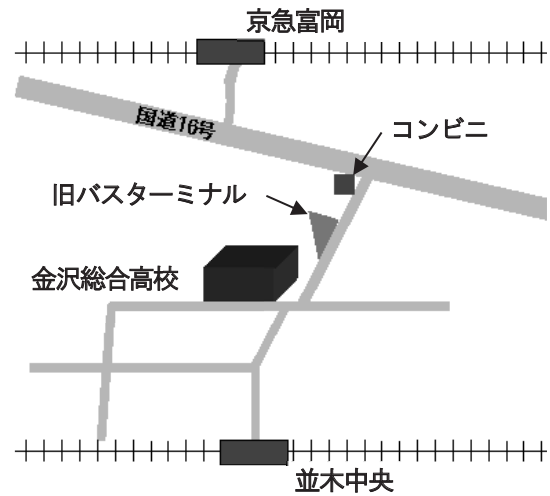 京急富岡
国道16号
コンビニ
旧バスターミナル
金沢総合高校
並木中央